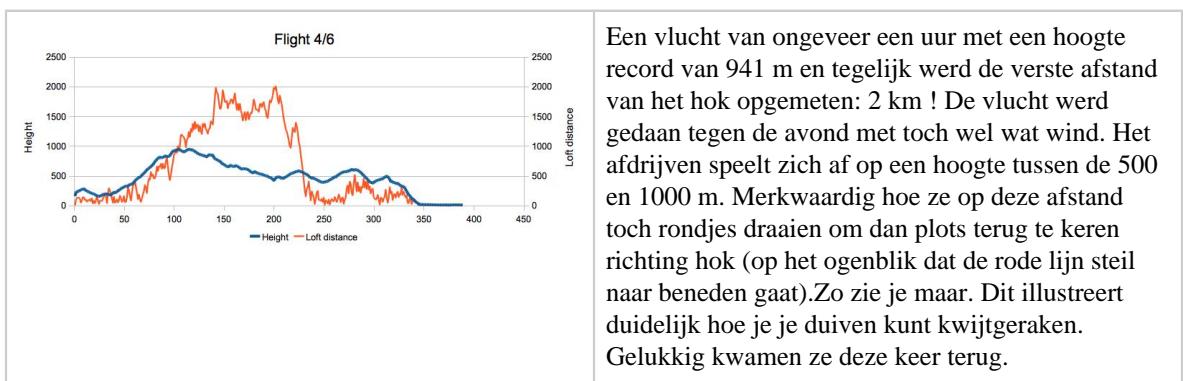 Flight 4/6
2500
2000
1500
1000
500
0
Height
2500
2000
1500
1000
500
0
Loft distance
0 50 100 150 200 250 300 350 400 450
Height Loft distance
Een vlucht van ongeveer een uur met een hoogte
record van 941 m en tegelijk werd de verste afstand
van het hok opgemeten: 2 km ! De vlucht werd
gedaan tegen de avond met toch wel wat wind. Het
afdrijven speelt zich af op een hoogte tussen de 500
en 1000 m. Merkwaardig hoe ze op deze afstand
toch rondjes draaien om dan plots terug te keren
richting hok (op het ogenblik dat de rode lijn steil
naar beneden gaat).Zo zie je maar. Dit illustreert
duidelijk hoe je je duiven kunt kwijtgeraken.
Gelukkig kwamen ze deze keer terug.